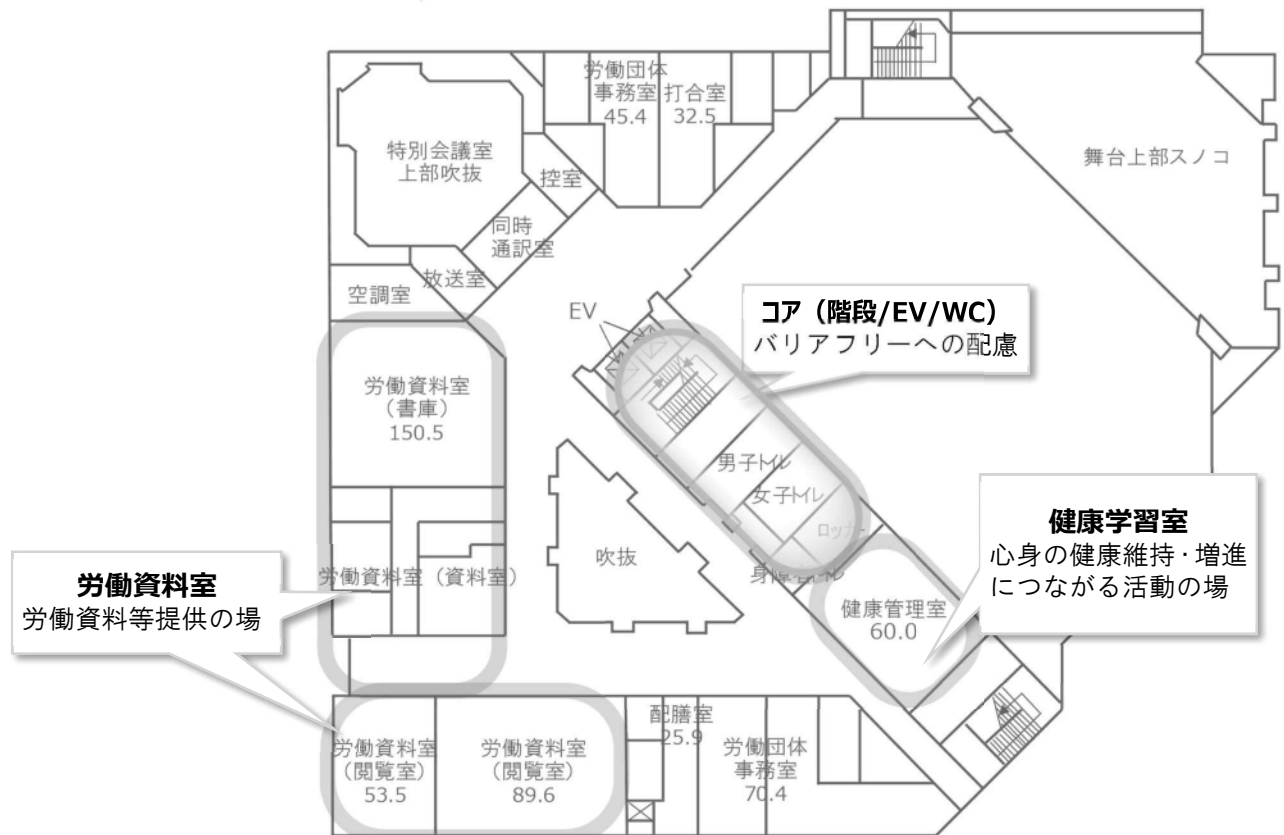 労働団体
事務室
45.4
打合室
32.5
特別会議室
上部吹抜
控室
舞台上部スノコ
同時
通訳室
放送室
空調室
EV
コア（階段/EV/WC）
バリアフリーへの配慮
労働資料室
（書庫）
150.5
男子トイレ
女子トイレ
ロッカー
健康学習室
心身の健康維持・増進
につながる活動の場
吹抜
労働資料室
労働資料等提供の場
労働資料室（資料室）
身障者トイレ
健康管理室
60.0
配膳室
25.9
労働資料室
(閲覧室)
53.5
労働資料室
(閲覧室)
89.6
労働団体
事務室
70.4